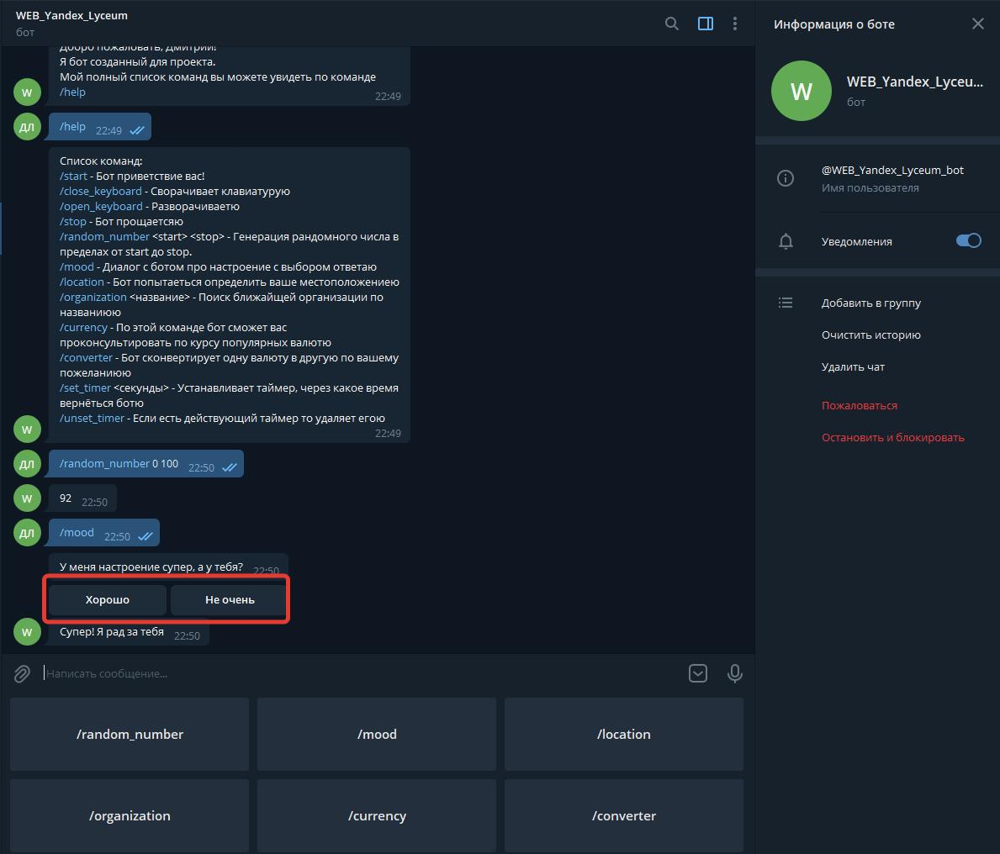 WEB_Yandex_Lyceum
бот
Добро пожаловать, Дмитрий!
Я бот созданный для проекта.
Мой полный список команд вы можете увидеть по команде
/help
22:49
W
ДЛ
/help 22:49
Список команд:
/start - Бот приветствие вас!
/close_keyboard - Сворачивает клавиатурую
/open_keyboard - Разворачиваетю
/stop - Бот прощаетсяю
/random_number <start> <stop> - Генерация рандомного числа в
пределах от start до stop.
/mood - Диалог с ботом про настроение с выбором ответаю
/location - Бот попытаеться определить ваше местоположениею
/organization <название> - Поиск ближайщей организации по
названиюю
/currency - По этой команде бот сможет вас
проконсультировать по курсу популярных валютю
/converter - Бот сконвертирует одну валюту в другую по вашему
пожеланиюю
/set_timer <секунды> - Устанавливает таймер, через какое время
вернёться ботю
/unset_timer - Если есть действующий таймер то удаляет егою
22:49
W
ДЛ
/random_number 0 100 22:50
W
92 22:50
ДЛ
/mood 22:50
У меня настроение супер, а у тебя? 22:50
Хорошо
Не очень
W
Супер! Я рад за тебя 22:50
Написать сообщение...
/random_number
/mood
/location
/organization
/currency
/converter
Информация о боте
W
WEB_Yandex_Lyceu...
бот
@WEB_Yandex_Lyceum_bot
Имя пользователя
Уведомления
Добавить в группу
Очистить историю
Удалить чат
Пожаловаться
Остановить и блокировать